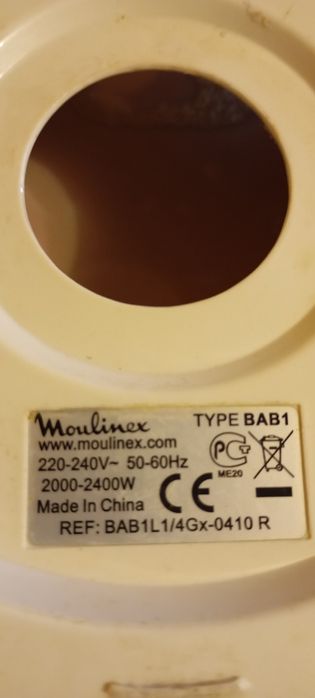 Moulinex TYPE BAB1
www.moulinex.com
220-240V~ 50-60Hz
2000-2400W
ME20
Made In China CE
REF: BAB1L1/4Gx-0410 R